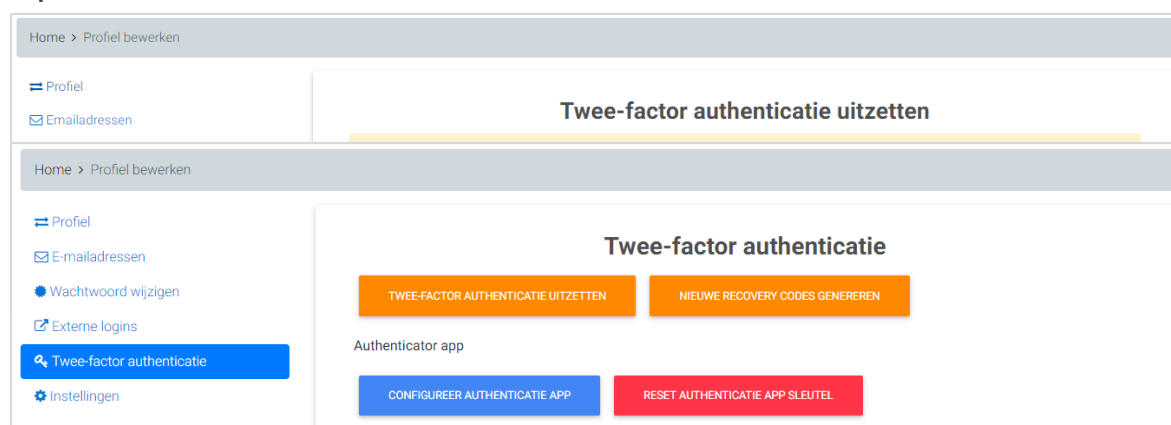 Home > Profiel bewerken
Profiel
Emailadressen
Twee-factor authenticatie uitzetten
Home > Profiel bewerken
Profiel
E-mailadressen
Wachtwoord wijzigen
Externe logins
Twee-factor authenticatie
Instellingen
Twee-factor authenticatie
TWEE-FACTOR AUTHENTICATIE UITZETTEN NIEUWE RECOVERY CODES GENEREREN
Authenticator app
CONFIGUREER AUTHENTICATIE APP RESET AUTHENTICATIE APP SLEUTEL